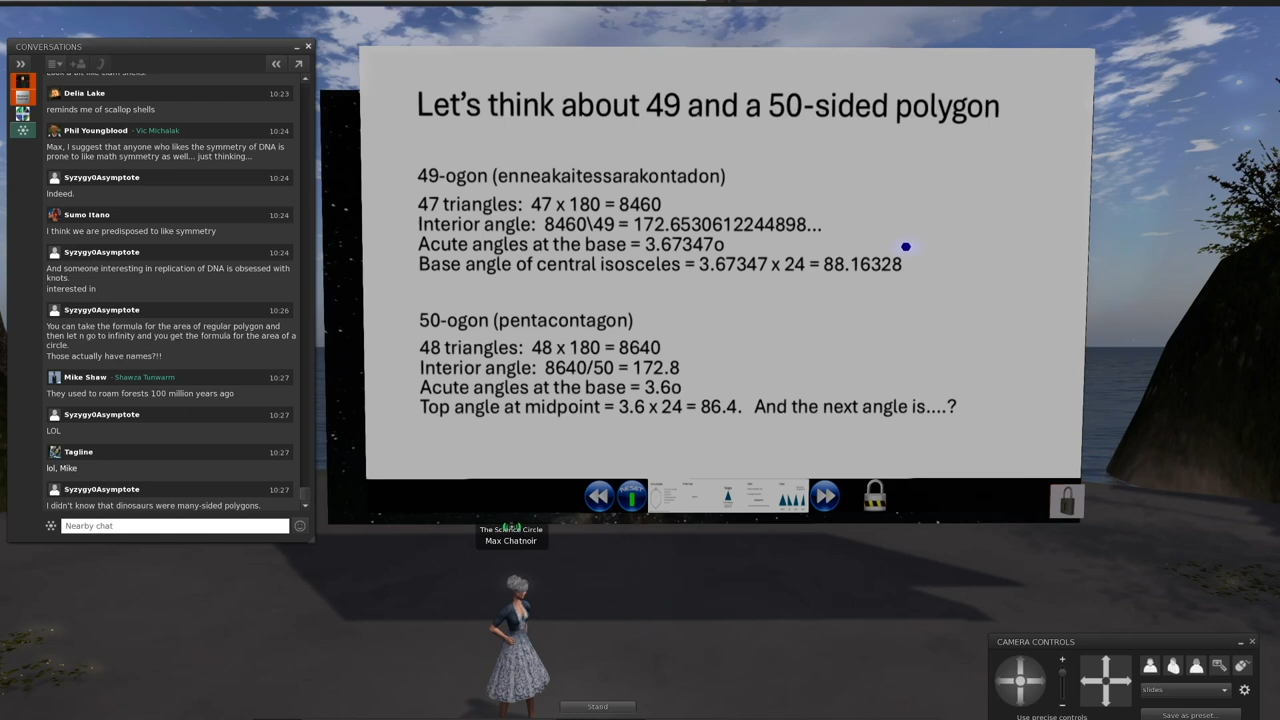 CONVERSATIONS
Delia Lake 10:23
reminds me of scallop shells
Phil Youngblood - Vic Michalak 10:24
Max, I suggest that anyone who likes the symmetry of DNA is
prone to like math symmetry as well... just thinking...
Syzygy0Asymptote 10:24
Indeed.
Sumo Itano 10:24
I think we are predisposed to like symmetry
Syzygy0Asymptote 10:24
And someone interesting in replication of DNA is obsessed with
knots.
interested in
Syzygy0Asymptote 10:26
You can take the formula for the area of regular polygon and
then let n go to infinity and you get the formula for the area of a
circle.
Those actually have names?!!
Mike Shaw - Shawza Tunwarm 10:27
They used to roam forests 100 million years ago
Syzygy0Asymptote 10:27
LOL
Tagline 10:27
lol, Mike
Syzygy0Asymptote 10:27
I didn't know that dinosaurs were many-sided polygons.
Nearby chat
Let's think about 49 and a 50-sided polygon
49-ogon (enneakaitessarakontadon)
47 triangles: 47 x 180 = 8460
Interior angle: 8460\49 = 172.6530612244898...
Acute angles at the base = 3.67347o
Base angle of central isosceles = 3.67347 x 24 = 88.16328
50-ogon (pentacontagon)
48 triangles: 48 x 180 = 8640
Interior angle: 8640/50 = 172.8
Acute angles at the base = 3.6o
Top angle at midpoint = 3.6 x 24 = 86.4. And the next angle is....?
The Science Circle
Max Chatnoir
Stand
CAMERA CONTROLS
slides
Use precise controls
Save as preset...